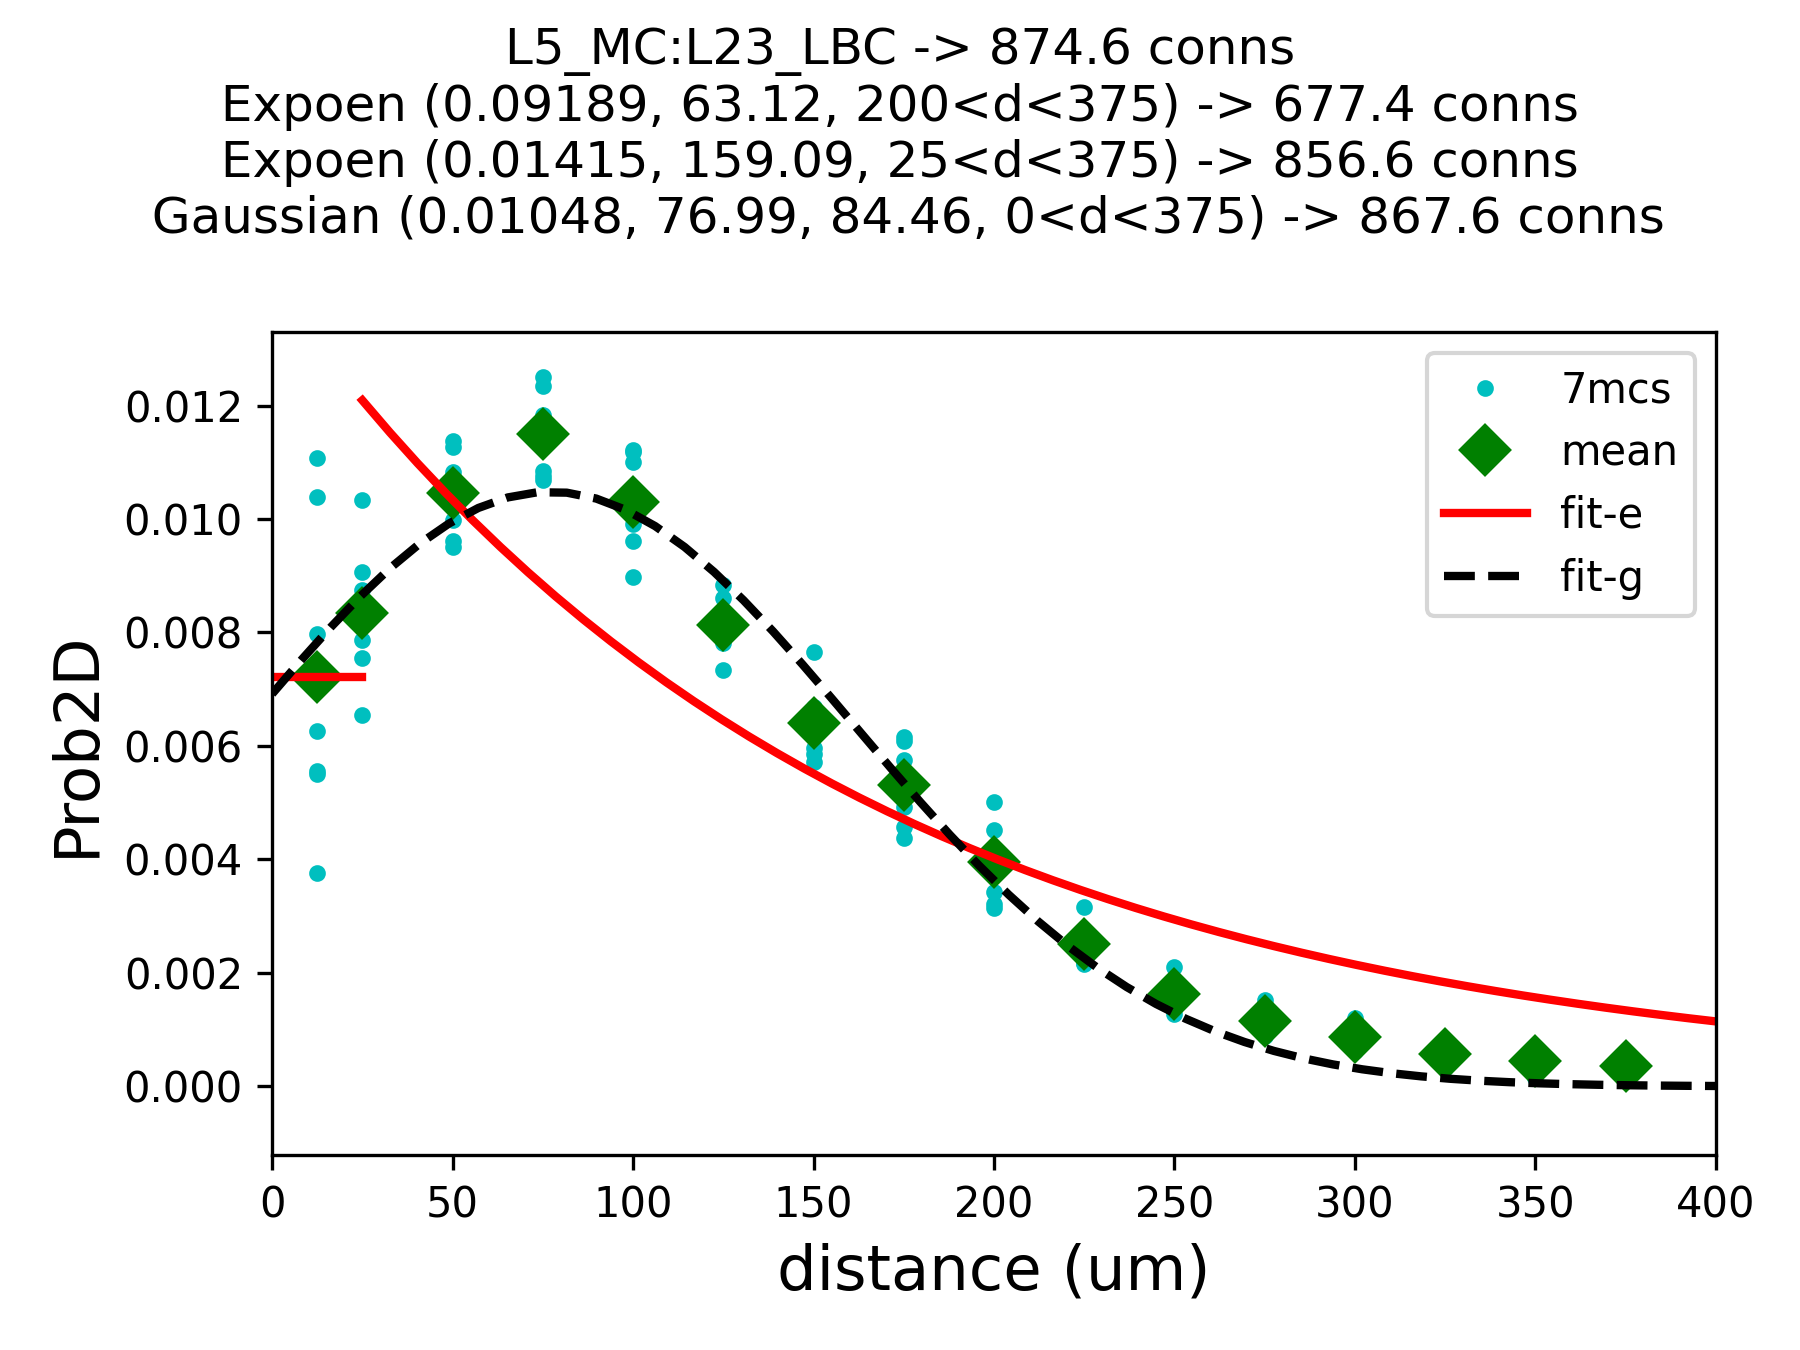 L5_MC:L23_LBC -> 874.6 conns
Expoen (0.09189, 63.12, 200<d<375) -> 677.4 conns
Expoen (0.01415, 159.09, 25<d<375) -> 856.6 conns
Gaussian (0.01048, 76.99, 84.46, 0<d<375) -> 867.6 conns
7mcs
mean
fit-e
fit-g
Prob2D
0.012
0.010
0.008
0.006
0.004
0.002
0.000
0 50 100 150 200 250 300 350 400
distance (um)